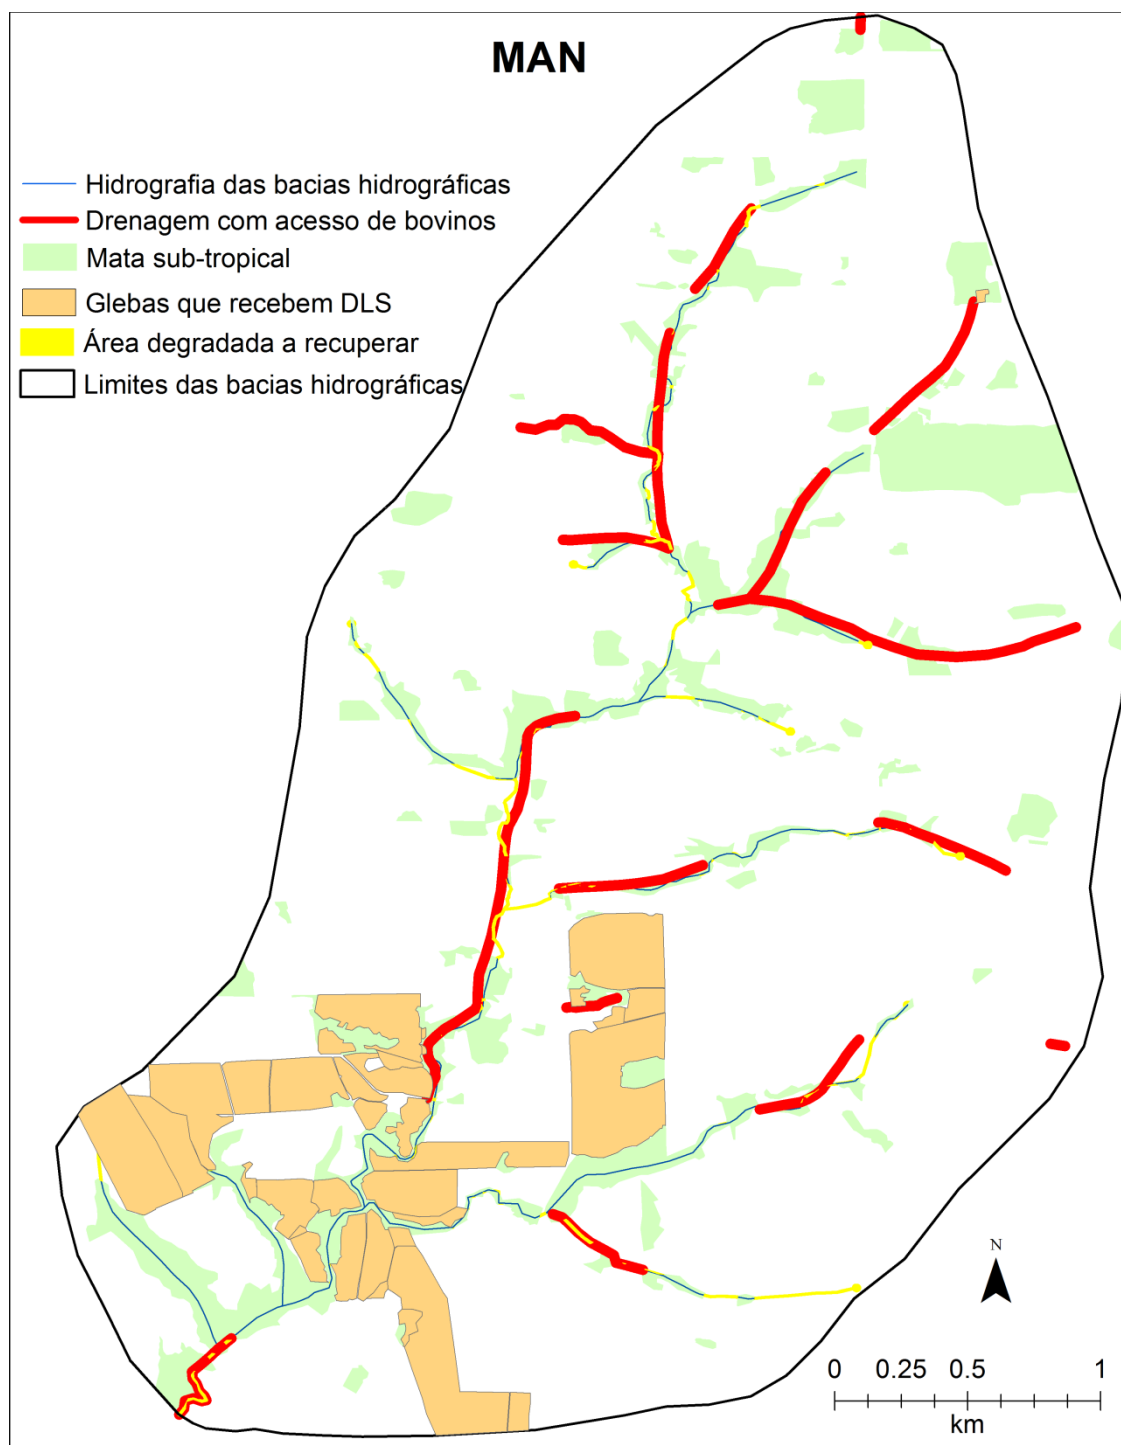 MAN
Hidrografia das bacias hidrográficas
Drenagem com acesso de bovinos
Mata sub-tropical
Glebas que recebem DLS
Área degradada a recuperar
Limites das bacias hidrográficas
N
0 0.25 0.5 1
km